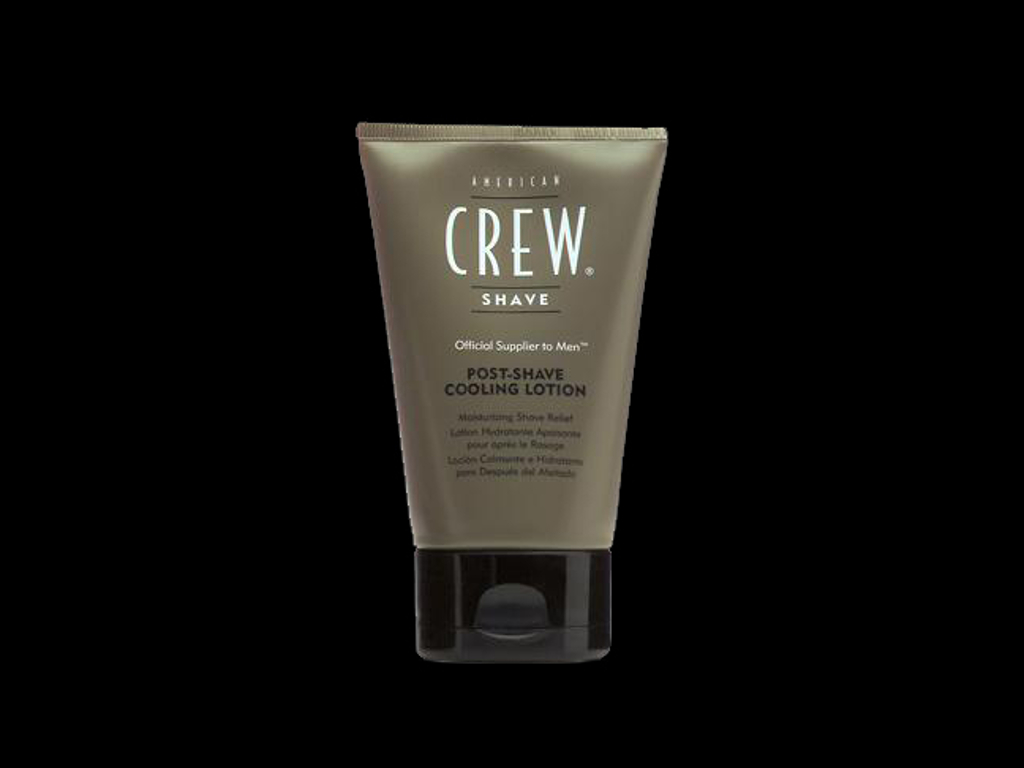 AMERICAN
CREW®
SHAVE
Official Supplier to Men™
POST-SHAVE
COOLING LOTION
Moisturizing Shave Relief
Lotion Hydratante Apaisante
pour après le Rasage
Loción Calmante e Hidratante
para Después del Afeitado